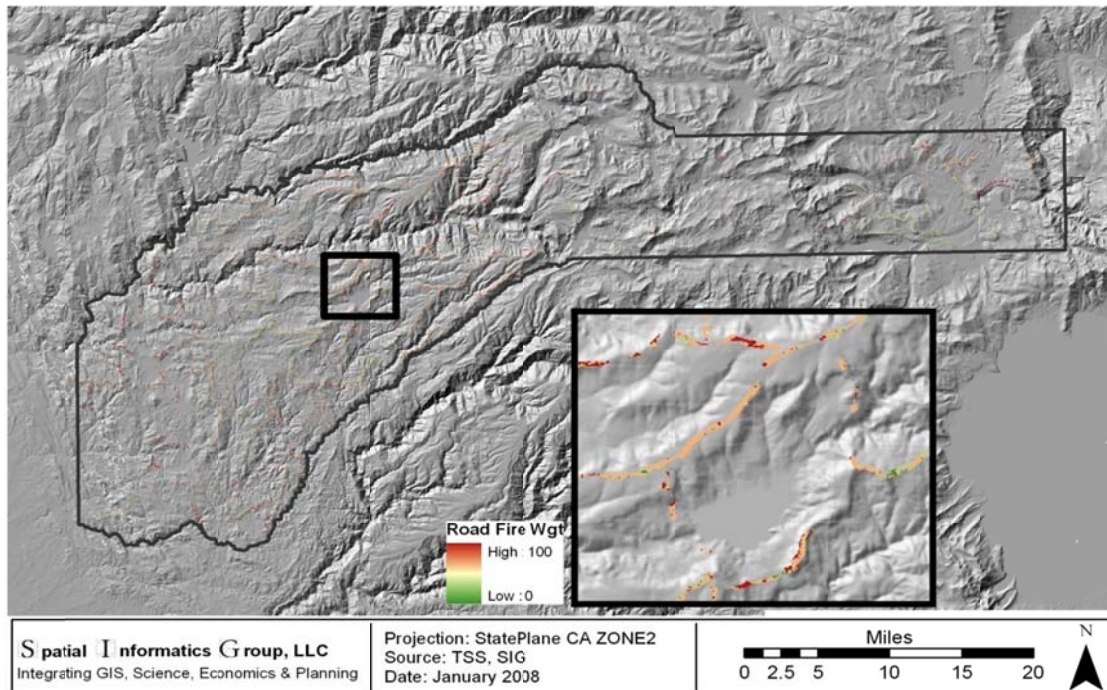 Road Fire Wgt
High : 100
Low : 0
Spatial Informatics Group, LLC
Integrating GIS, Science, Economics & Planning
Projection: StatePlane CA ZONE2
Source: TSS, SIG
Date: January 2008
Miles
0 2.5 5 10 15 20
N